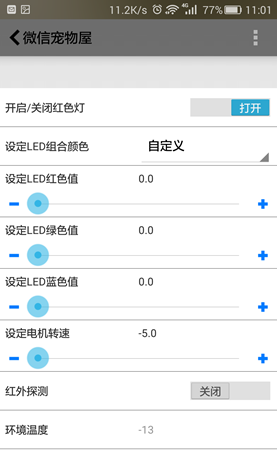 11.2K/s 4G 77% 11:01
微信宠物屋
开启/关闭红色灯 打开
设定LED组合颜色 自定义
设定LED红色值 0.0
设定LED绿色值 0.0
设定LED蓝色值 0.0
设定电机转速 -5.0
红外探测 关闭
环境温度 -13